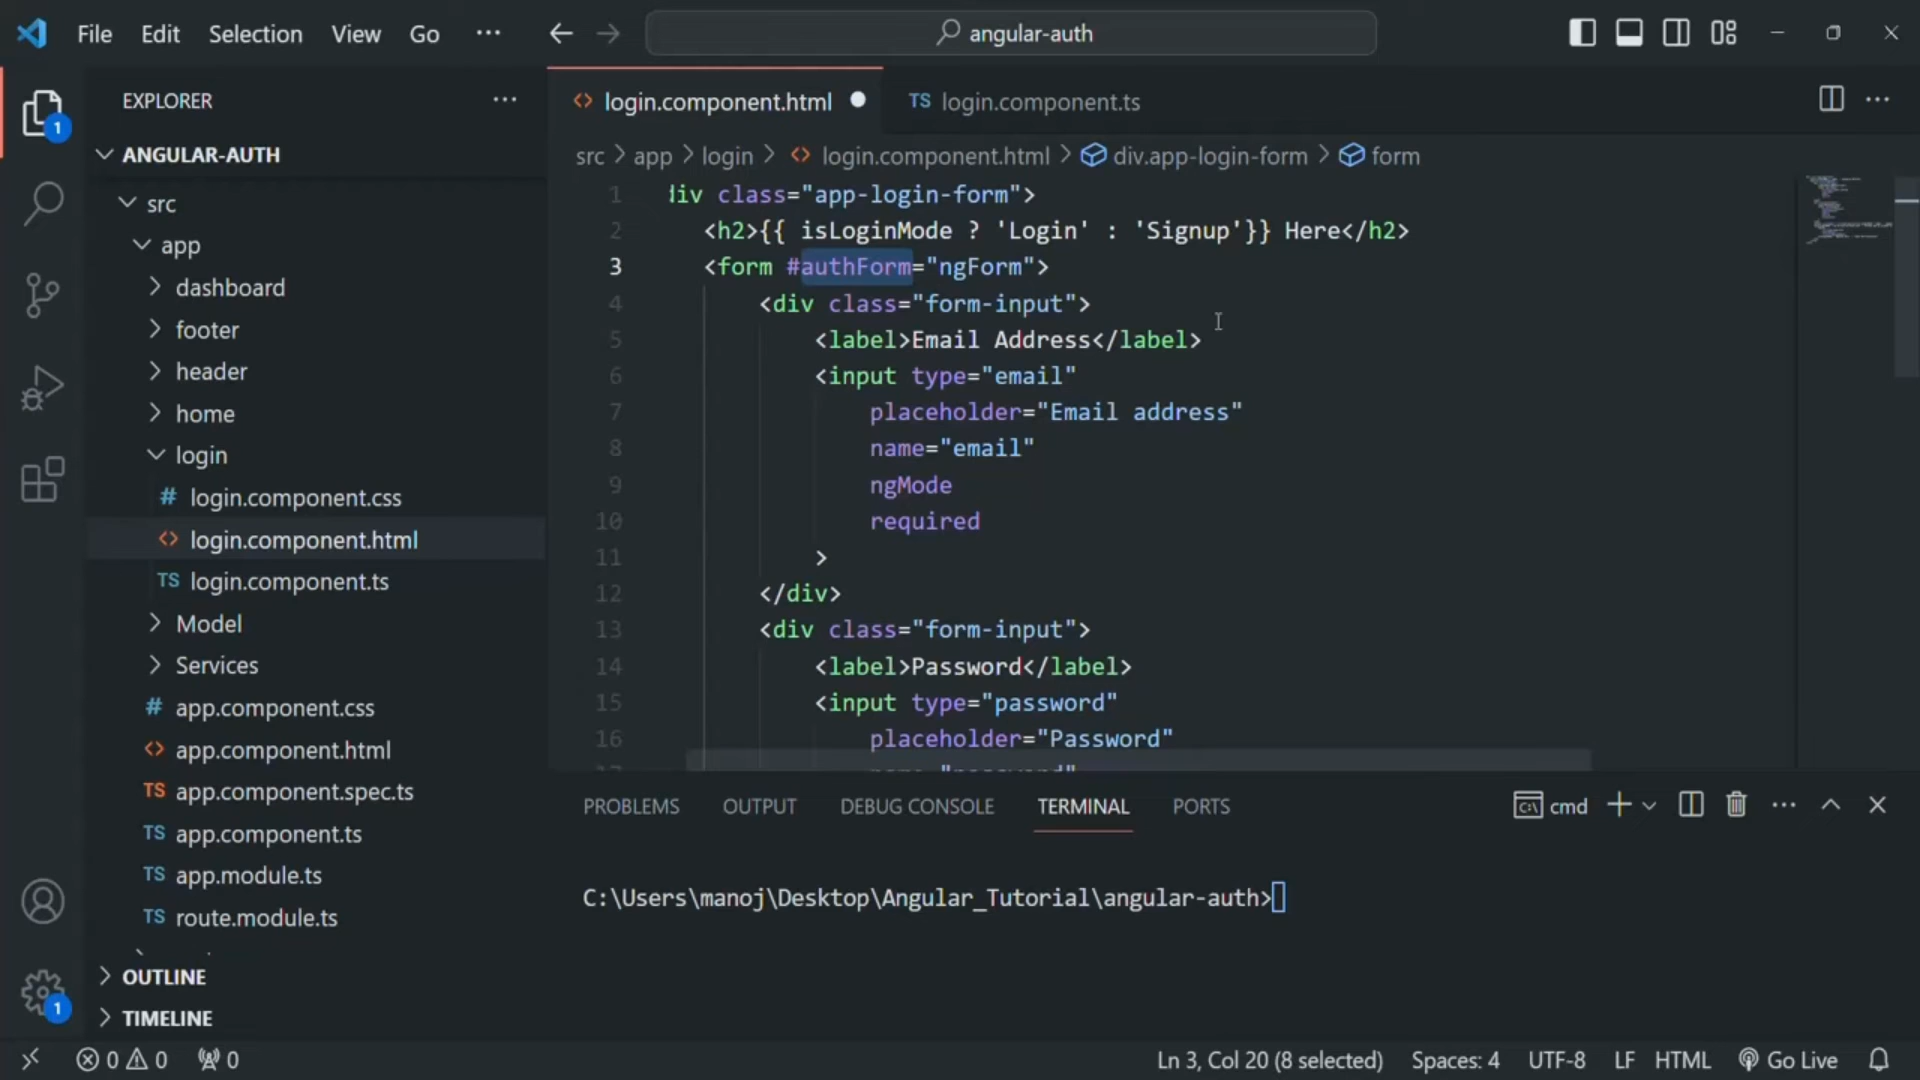 File Edit Selection View Go ··· angular-auth
EXPLORER ···
ANGULAR-AUTH
src
app
dashboard
footer
header
home
login
# login.component.css
<> login.component.html
TS login.component.ts
Model
Services
# app.component.css
<> app.component.html
TS app.component.spec.ts
TS app.component.ts
TS app.module.ts
TS route.module.ts
OUTLINE
TIMELINE
1
1
<> login.component.html TS login.component.ts ···
src > app > login > <> login.component.html > div.app-login-form > form
1 div class="app-login-form">
2 <h2>{{ isLoginMode ? 'Login' : 'Signup'}} Here</h2>
3 <form #authForm="ngForm">
4 <div class="form-input">
5 <label>Email Address</label>
6 <input type="email"
7 placeholder="Email address"
8 name="email"
9 ngMode
10 required
11 >
12 </div>
13 <div class="form-input">
14 <label>Password</label>
15 <input type="password"
16 placeholder="Password"
PROBLEMS OUTPUT DEBUG CONSOLE TERMINAL PORTS cmd
C:\Users\manoj\Desktop\Angular_Tutorial\angular-auth>
0 0 0 Ln 3, Col 20 (8 selected) Spaces: 4 UTF-8 LF HTML Go Live